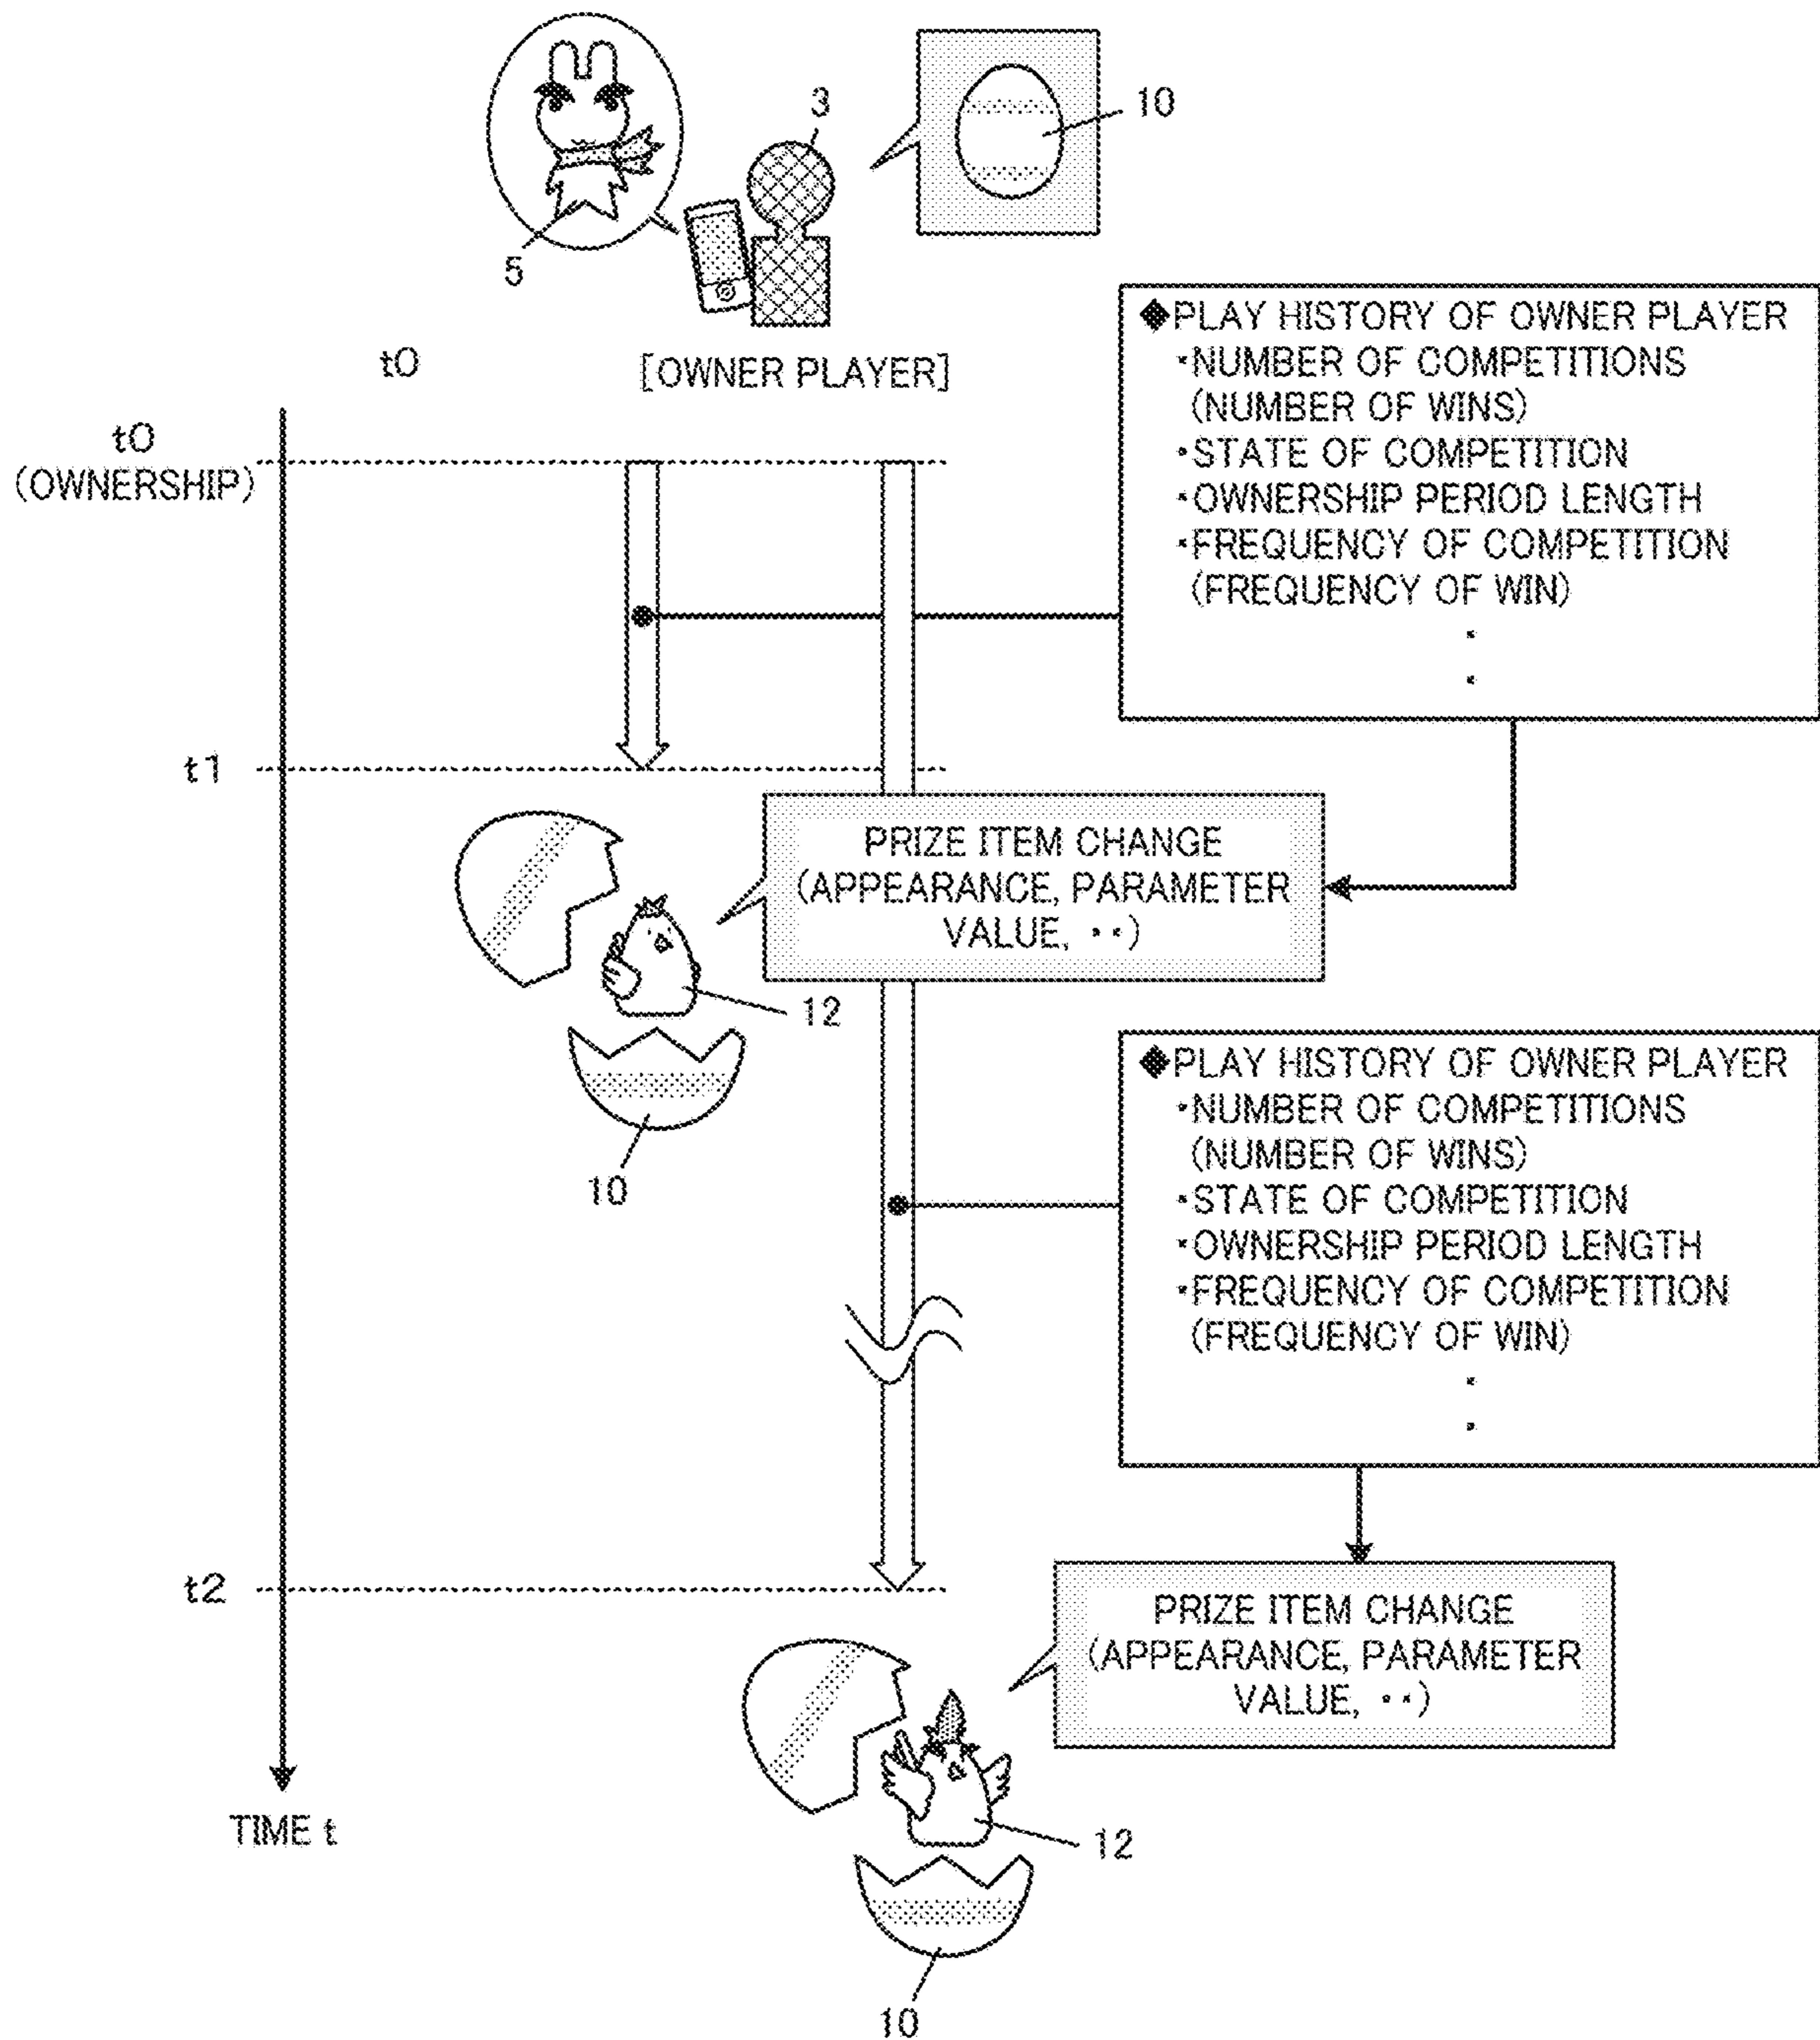 3
10
5
t0
[OWNER PLAYER]
t0
(OWNERSHIP)
◆PLAY HISTORY OF OWNER PLAYER
・NUMBER OF COMPETITIONS
(NUMBER OF WINS)
・STATE OF COMPETITION
・OWNERSHIP PERIOD LENGTH
・FREQUENCY OF COMPETITION
(FREQUENCY OF WIN)
・
・
t1
PRIZE ITEM CHANGE
(APPEARANCE, PARAMETER
VALUE, ・・)
12
10
◆PLAY HISTORY OF OWNER PLAYER
・NUMBER OF COMPETITIONS
(NUMBER OF WINS)
・STATE OF COMPETITION
・OWNERSHIP PERIOD LENGTH
・FREQUENCY OF COMPETITION
(FREQUENCY OF WIN)
・
・
t2
PRIZE ITEM CHANGE
(APPEARANCE, PARAMETER
VALUE, ・・)
TIME t
12
10